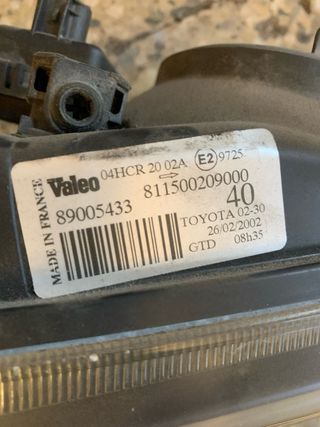 04HCR 20 02A E2 9725
Valeo 811500209000
89005433 40
TOYOTA 02-30
26/02/2002
GTD 08h35
MADE IN FRANCE